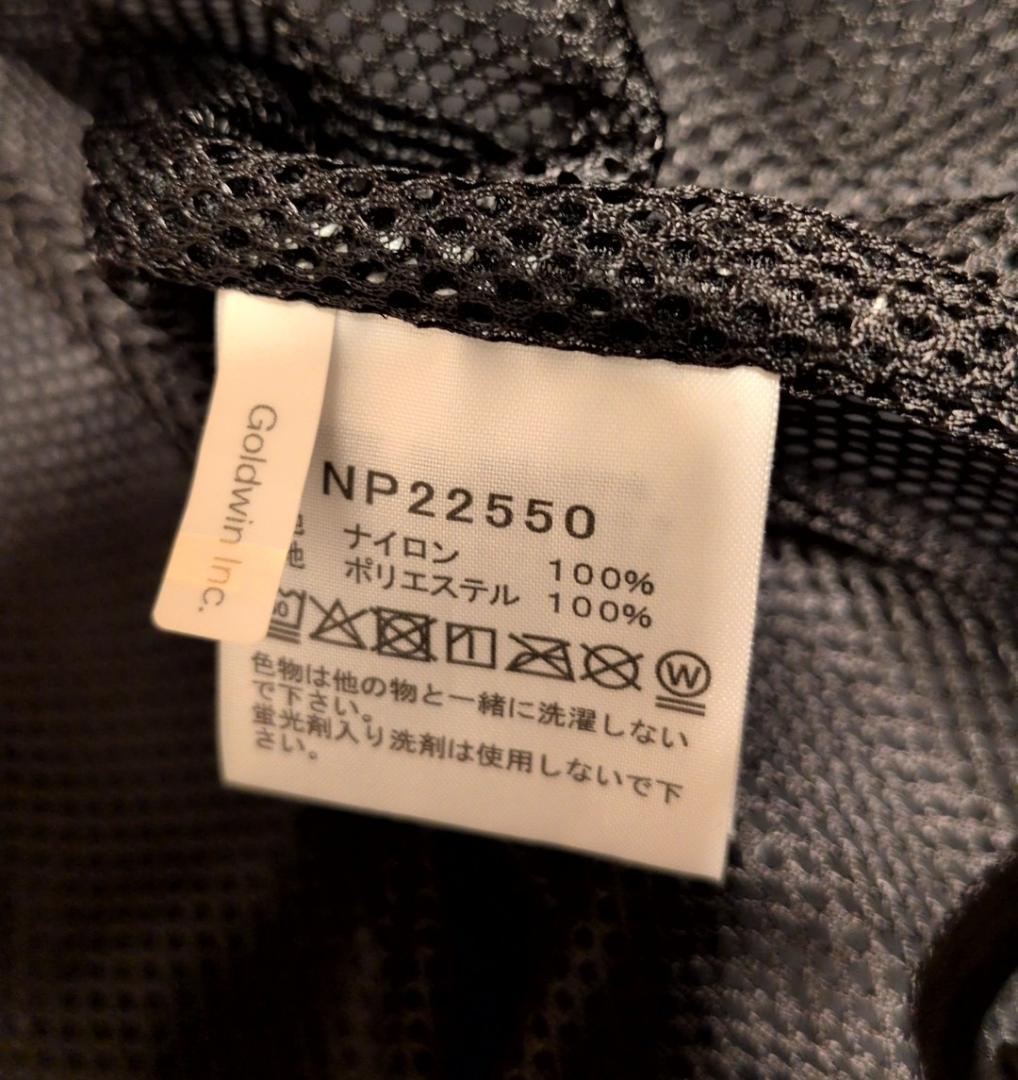 Goldwin Inc.
NP22550
地 ナイロン 100%
地 ポリエステル 100%
色物は他の物と一緒に洗濯しない
で下さい。
蛍光剤入り洗剤は使用しないで下
さい。